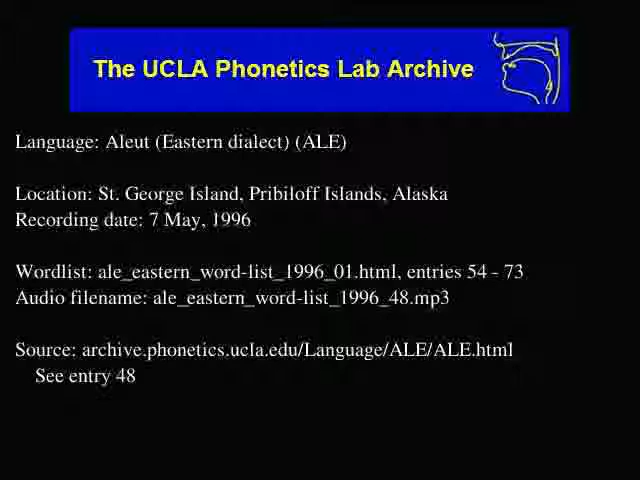 The UCLA Phonetics Lab Archive
Language: Aleut (Eastern dialect) (ALE)
Location: St. George Island, Pribiloff Islands, Alaska
Recording date: 7 May, 1996
Wordlist: ale_eastern_word-list_1996_01.html, entries 54 - 73
Audio filename: ale_eastern_word-list_1996_48.mp3
Source: archive.phonetics.ucla.edu/Language/ALE/ALE.html
See entry 48